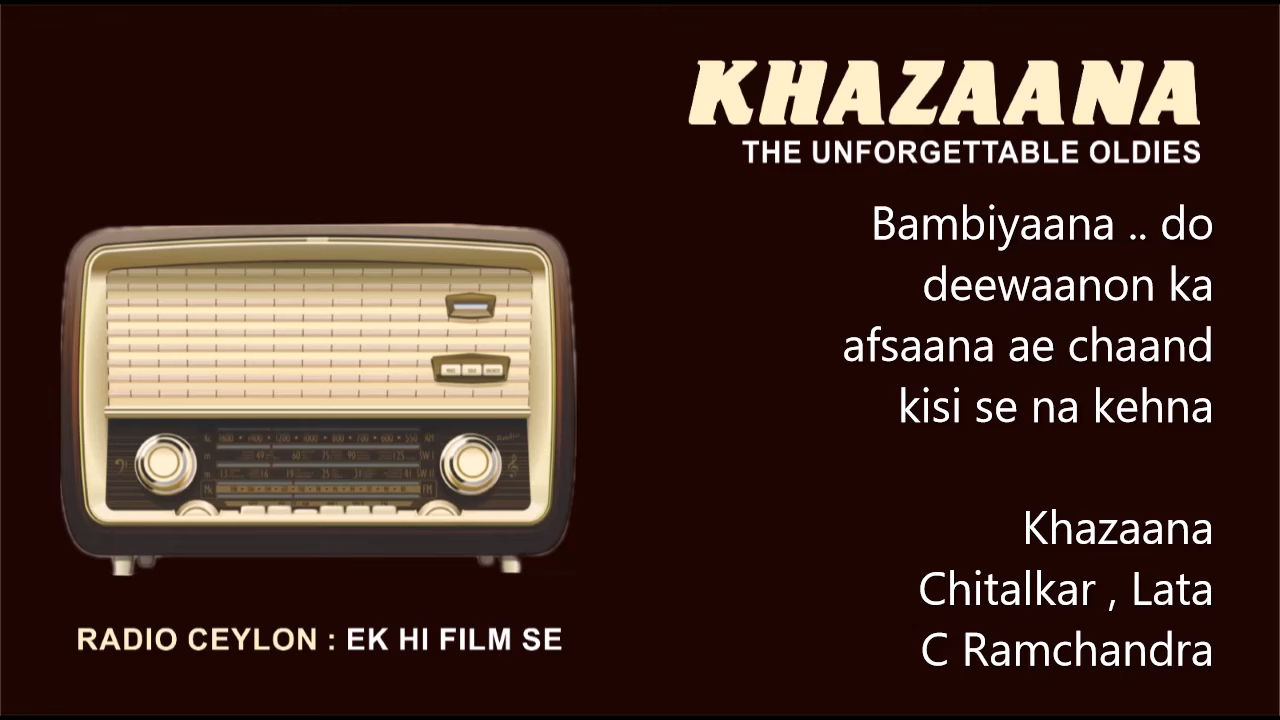 KHAZAANA
THE UNFORGETTABLE OLDIES
Bambiyaana .. do
deewaanon ka
afsaana ae chaand
kisi se na kehna
Khazaana
Chitalkar , Lata
C Ramchandra
RADIO CEYLON : EK HI FILM SE